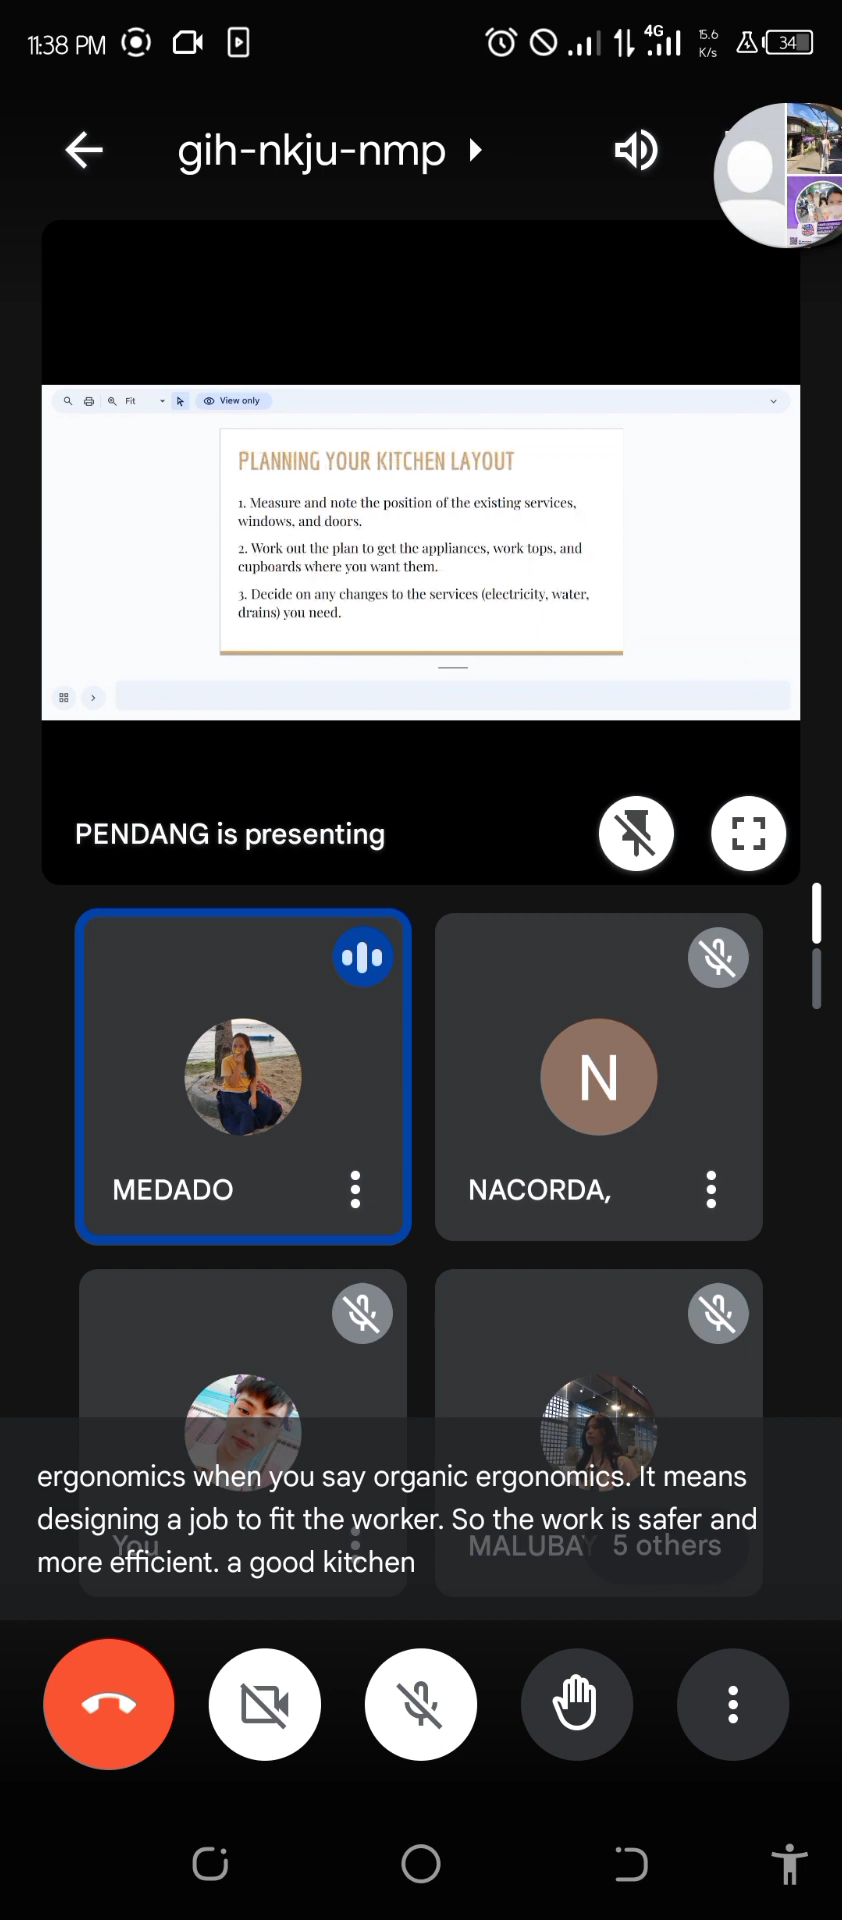 11:38 PM 4G 15.6 K/s 34
gih-nkju-nmp
Fit View only
PLANNING YOUR KITCHEN LAYOUT
1. Measure and note the position of the existing services,
windows, and doors.
2. Work out the plan to get the appliances, work tops, and
cupboards where you want them.
3. Decide on any changes to the services (electricity, water,
drains) you need.
PENDANG is presenting
N
MEDADO
NACORDA,
ergonomics when you say organic ergonomics. It means
designing a job to fit the worker. So the work is safer and
You MALUBAY 5 others
more efficient. a good kitchen